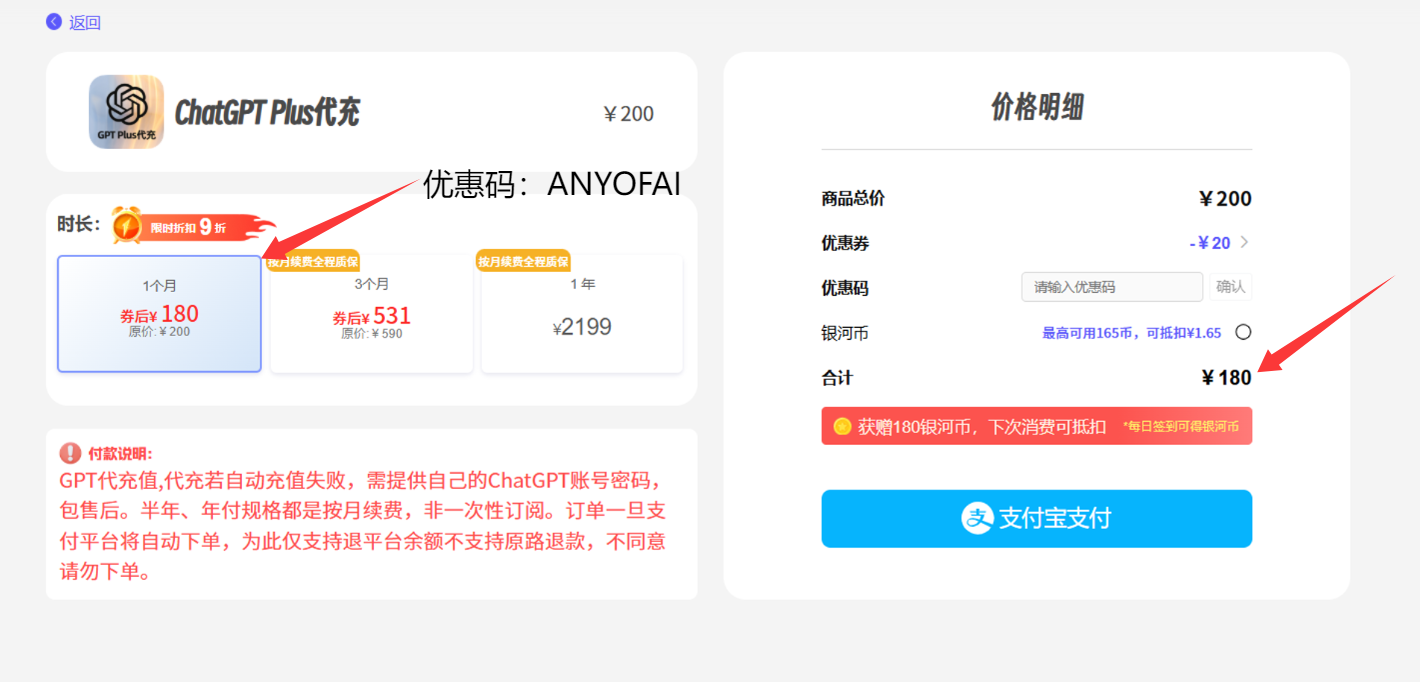 返回
GPT Plus代充
ChatGPT Plus代充
￥200
优惠码：ANYOFAI
时长：
限时折扣9折
1个月
券后¥ 180
原价:￥200
按月续费全程质保
3个月
券后¥ 531
原价:￥590
按月续费全程质保
1 年
¥2199
付款说明:
GPT代充值,代充若自动充值失败，需提供自己的ChatGPT账号密码，
包售后。半年、年付规格都是按月续费，非一次性订阅。订单一旦支
付平台将自动下单，为此仅支持退平台余额不支持原路退款，不同意
请勿下单。
价格明细
商品总价 ￥200
优惠券 -￥20
优惠码 请输入优惠码 确认
银河币 最高可用165币，可抵扣¥1.65
合计 ￥180
获赠180银河币，下次消费可抵扣 *每日签到可得银河币
支 支付宝支付